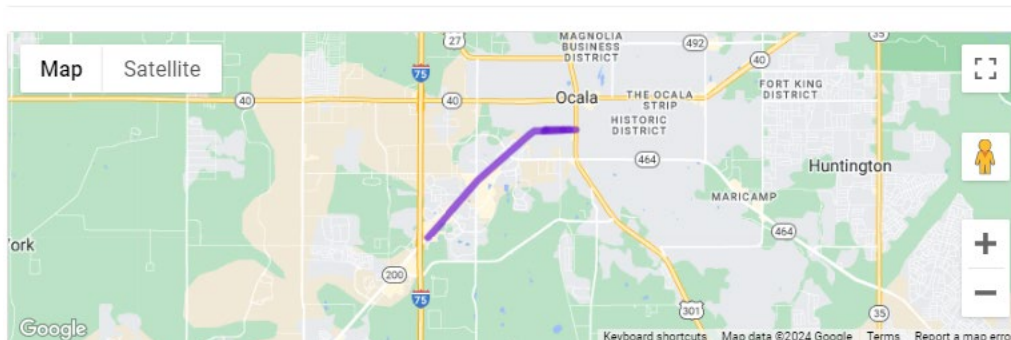 Map
Satellite
27
MAGNOLIA
BUSINESS
DISTRICT
492
35
75
40
40
40
Ocala
THE OCALA
STRIP
HISTORIC
DISTRICT
FORT KING
DISTRICT
464
Huntington
MARICAMP
464
ork
200
75
301
35
Google
Keyboard shortcuts
Map data ©2024 Google
Terms
Report a map erro